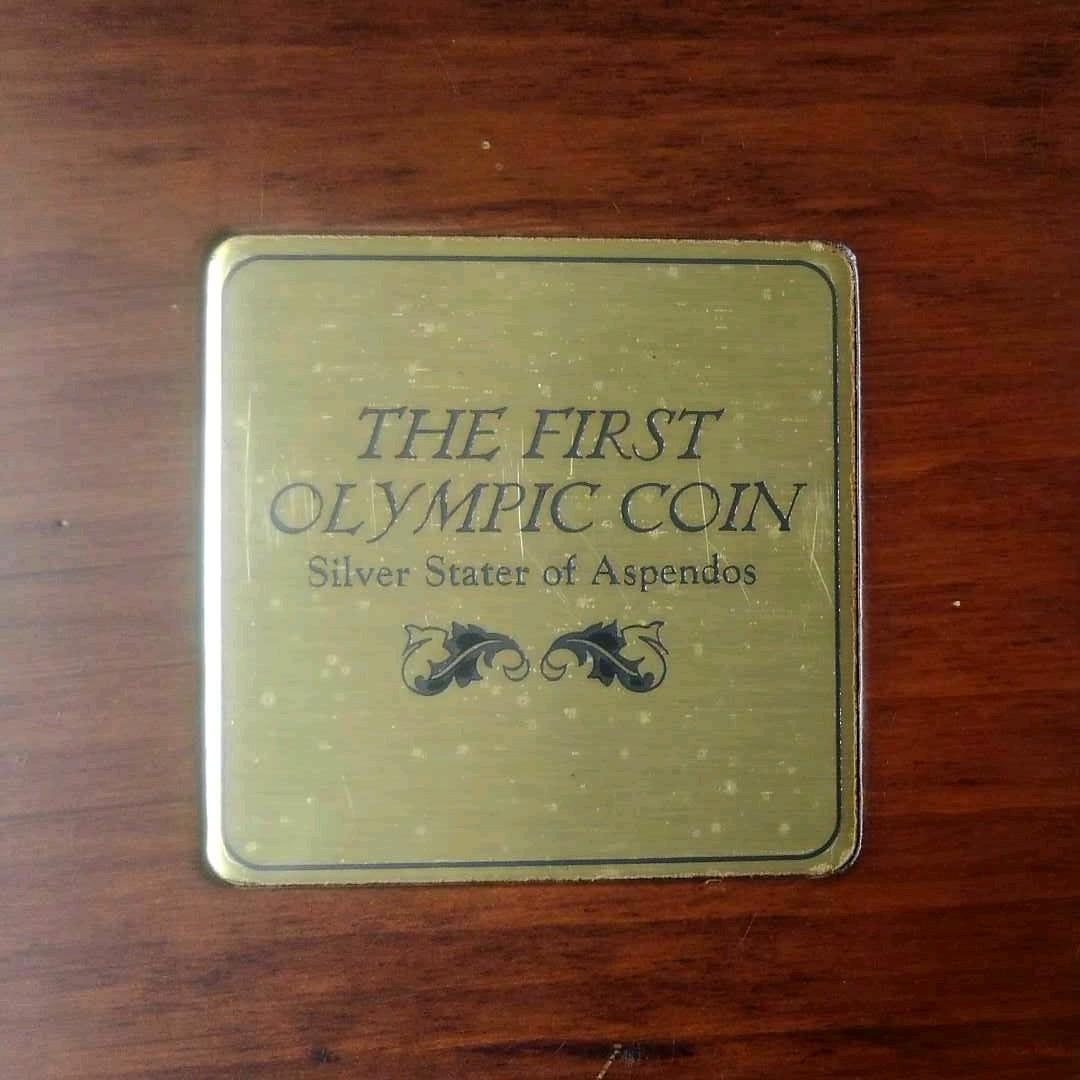 THE FIRST
OLYMPIC COIN
Silver Stater of Aspendos